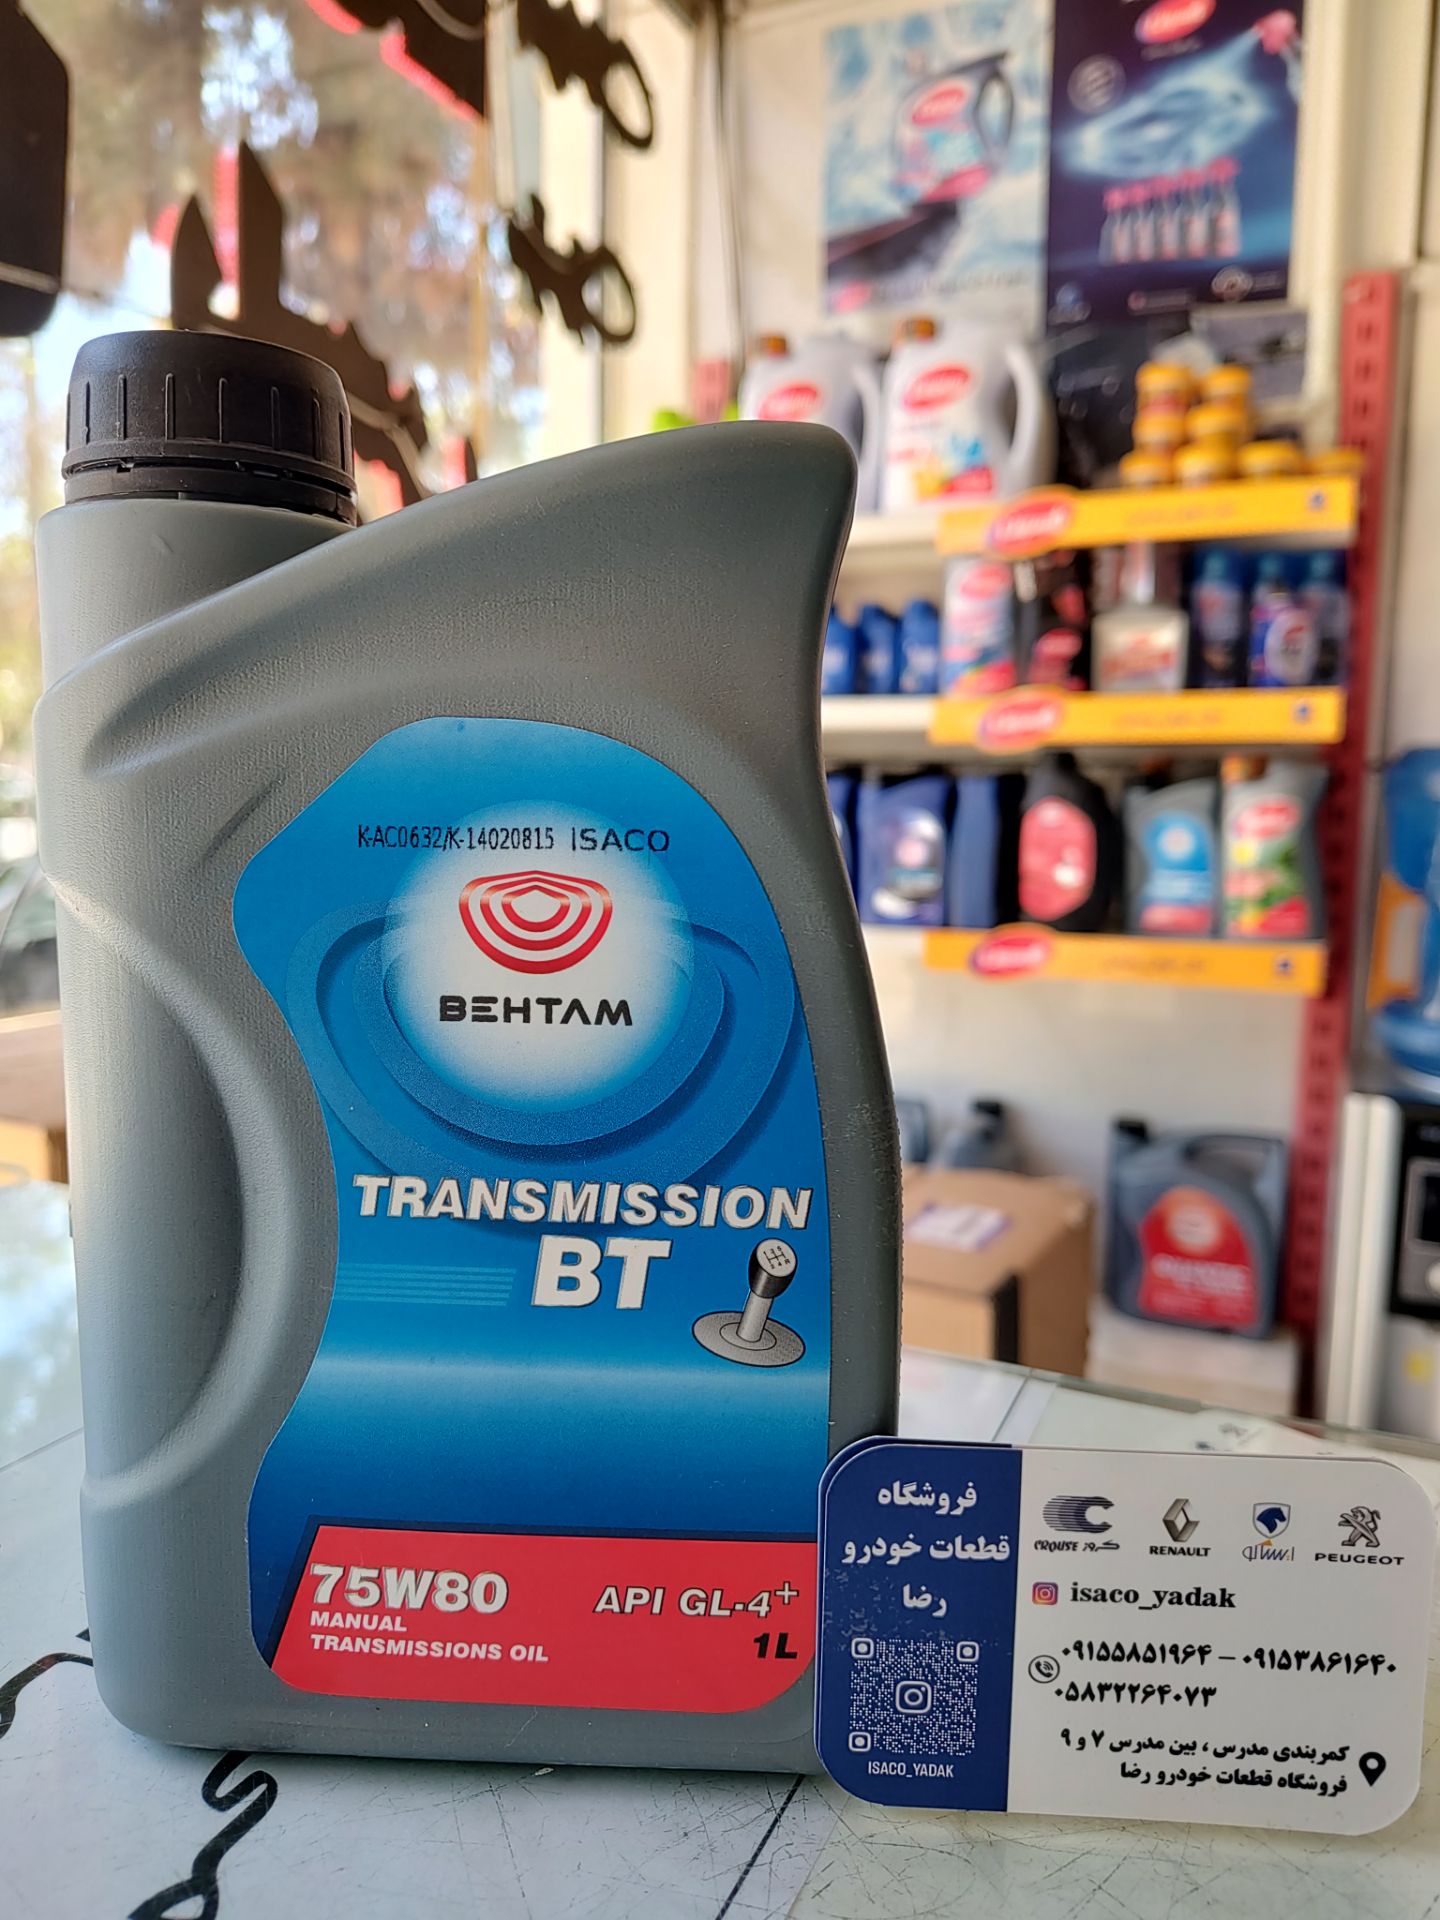 K-AC0632/K-14020815 ISACO
BEHTAM
TRANSMISSION
BT
75W80
MANUAL
TRANSMISSIONS OIL
API GL-4+
1L
فروشگاه
قطعات خودرو
رضا
ISACO_YADAK
CROUSE کروز
RENAULT
ایساکو
PEUGEOT
isaco_yadak
۰۹۱۵۵۸۵۱۹۶۴ – ۰۹۱۵۳۸۶۱۶۴۰
۰۵۸۳۲۲۶۴۰۷۳
کمربندی مدرس ، بین مدرس ۷ و ۹
فروشگاه قطعات خودرو رضا